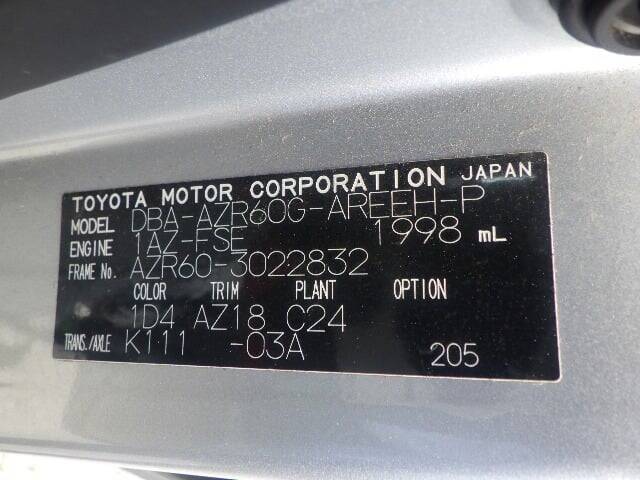 TOYOTA MOTOR CORPORATION JAPAN
MODEL DBA-AZR60G-AREEH-P
ENGINE 1AZ-FSE 1998 mL
FRAME No. AZR60-3022832
COLOR TRIM PLANT OPTION
1D4 AZ18 C24
TRANS./AXLE K111 -03A 205